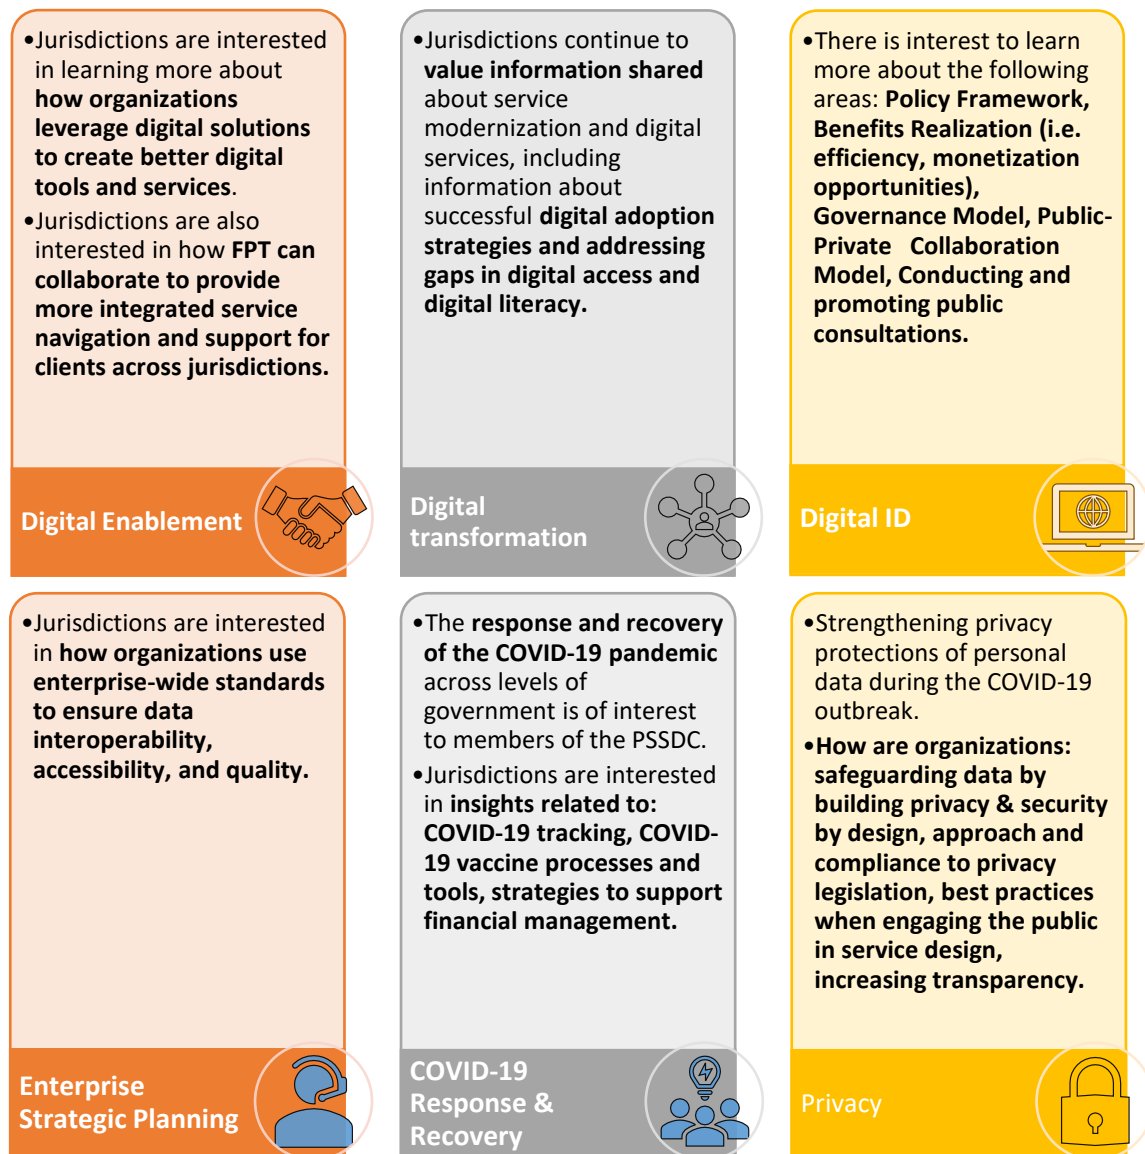 •Jurisdictions are interested
in learning more about
how organizations
leverage digital solutions
to create better digital
tools and services.
•Jurisdictions are also
interested in how FPT can
collaborate to provide
more integrated service
navigation and support for
clients across jurisdictions.
Digital Enablement
•Jurisdictions continue to
value information shared
about service
modernization and digital
services, including
information about
successful digital adoption
strategies and addressing
gaps in digital access and
digital literacy.
Digital
transformation
•There is interest to learn
more about the following
areas: Policy Framework,
Benefits Realization (i.e.
efficiency, monetization
opportunities),
Governance Model, Public-
Private Collaboration
Model, Conducting and
promoting public
consultations.
Digital ID
•Jurisdictions are interested
in how organizations use
enterprise-wide standards
to ensure data
interoperability,
accessibility, and quality.
Enterprise
Strategic Planning
•The response and recovery
of the COVID-19 pandemic
across levels of
government is of interest
to members of the PSSDC.
•Jurisdictions are interested
in insights related to:
COVID-19 tracking, COVID-
19 vaccine processes and
tools, strategies to support
financial management.
COVID-19
Response &
Recovery
•Strengthening privacy
protections of personal
data during the COVID-19
outbreak.
•How are organizations:
safeguarding data by
building privacy & security
by design, approach and
compliance to privacy
legislation, best practices
when engaging the public
in service design,
increasing transparency.
Privacy